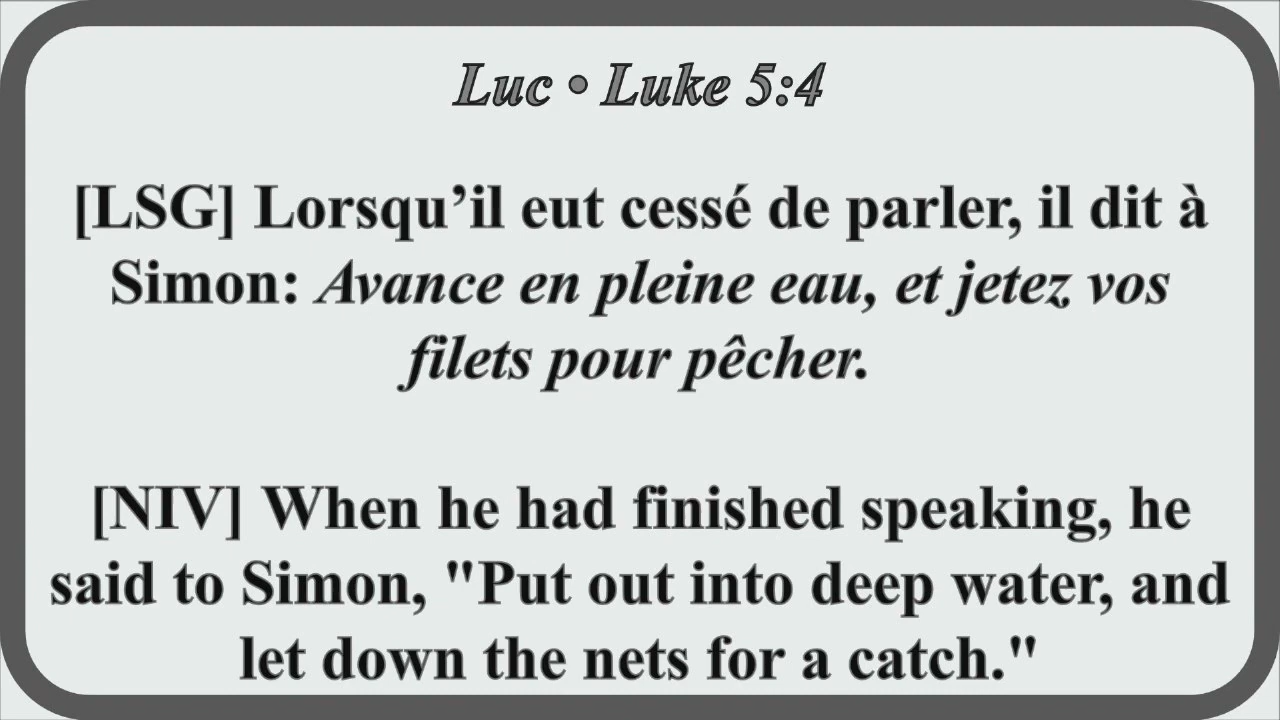 Luc • Luke 5:4
[LSG] Lorsqu’il eut cessé de parler, il dit à
Simon: Avance en pleine eau, et jetez vos
filets pour pêcher.
[NIV] When he had finished speaking, he
said to Simon, "Put out into deep water, and
let down the nets for a catch."